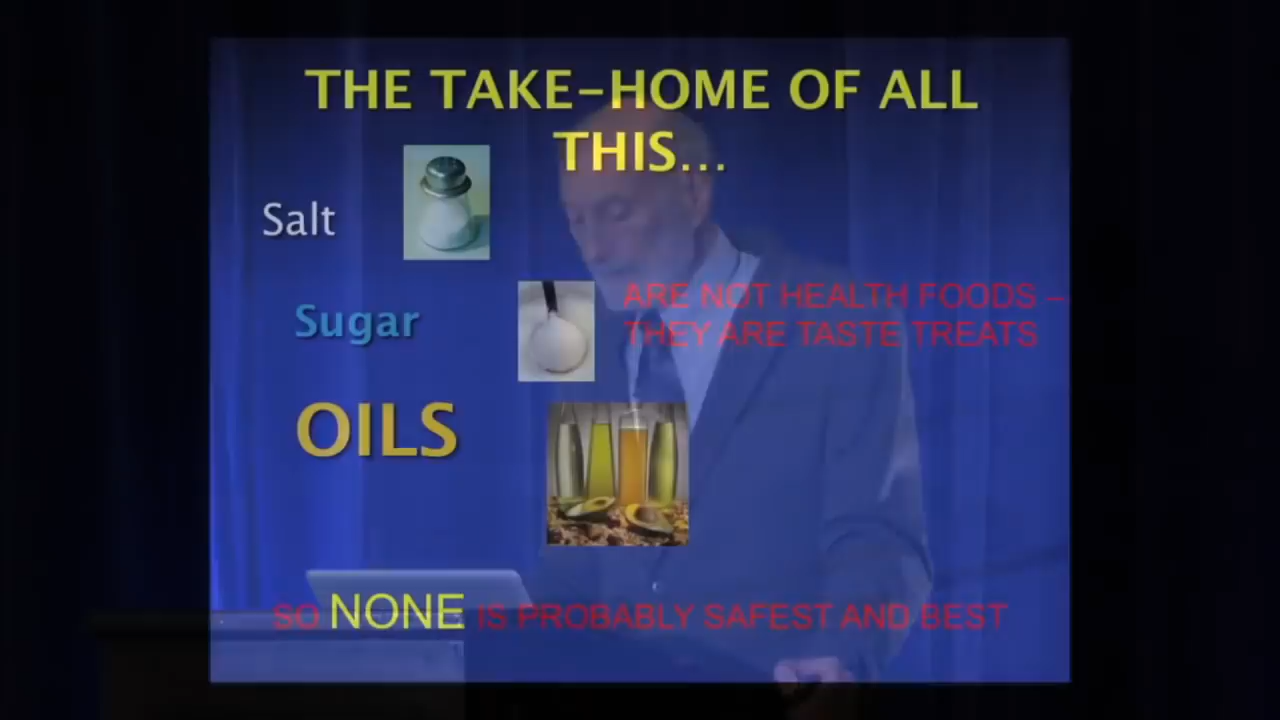 THE TAKE-HOME OF ALL
THIS...
Salt
Sugar
ARE NOT HEALTH FOODS –
THEY ARE TASTE TREATS
OILS
SO NONE IS PROBABLY SAFEST AND BEST